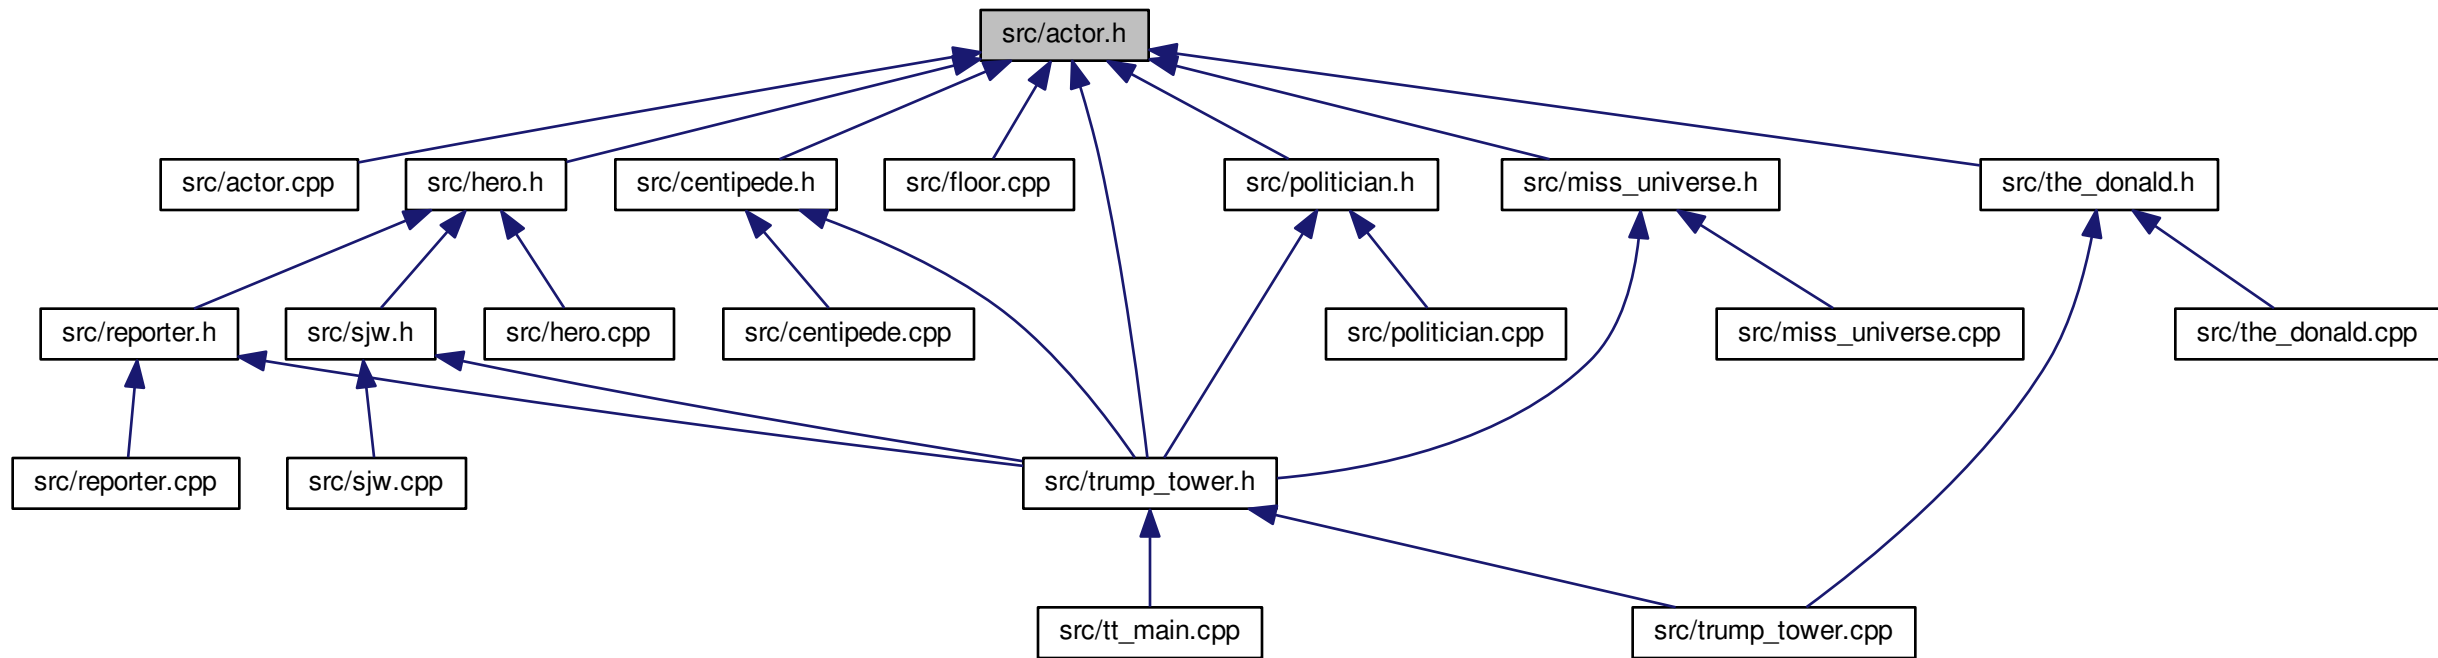 src/actor.h
src/actor.cpp
src/hero.h
src/centipede.h
src/floor.cpp
src/politician.h
src/miss_universe.h
src/the_donald.h
src/reporter.h
src/sjw.h
src/hero.cpp
src/centipede.cpp
src/politician.cpp
src/miss_universe.cpp
src/the_donald.cpp
src/reporter.cpp
src/sjw.cpp
src/trump_tower.h
src/tt_main.cpp
src/trump_tower.cpp